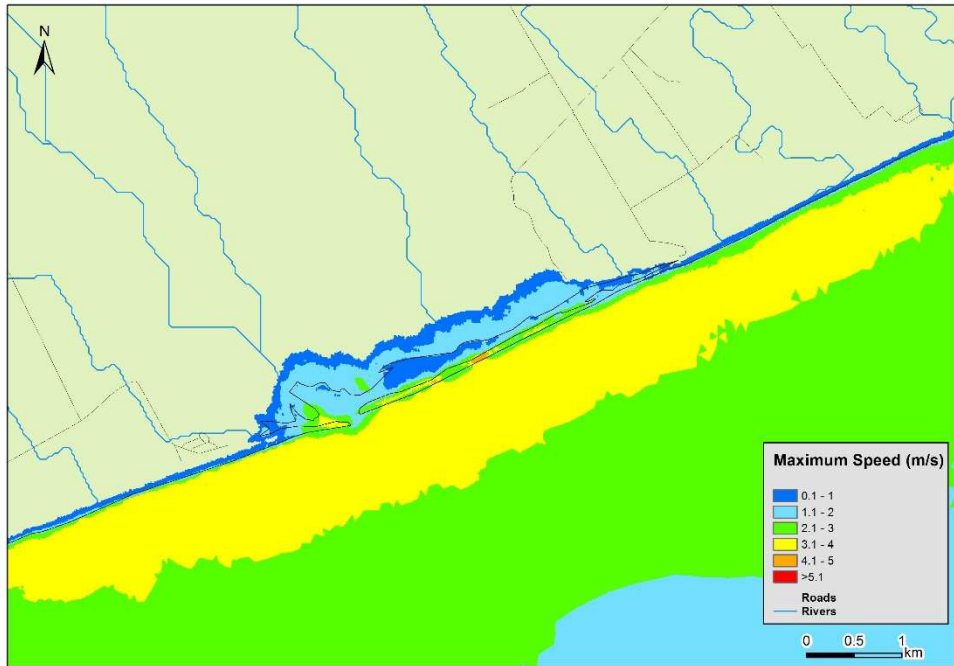 N
Maximum Speed (m/s)
0.1 - 1
1.1 - 2
2.1 - 3
3.1 - 4
4.1 - 5
>5.1
Roads
Rivers
0 0.5 1
km